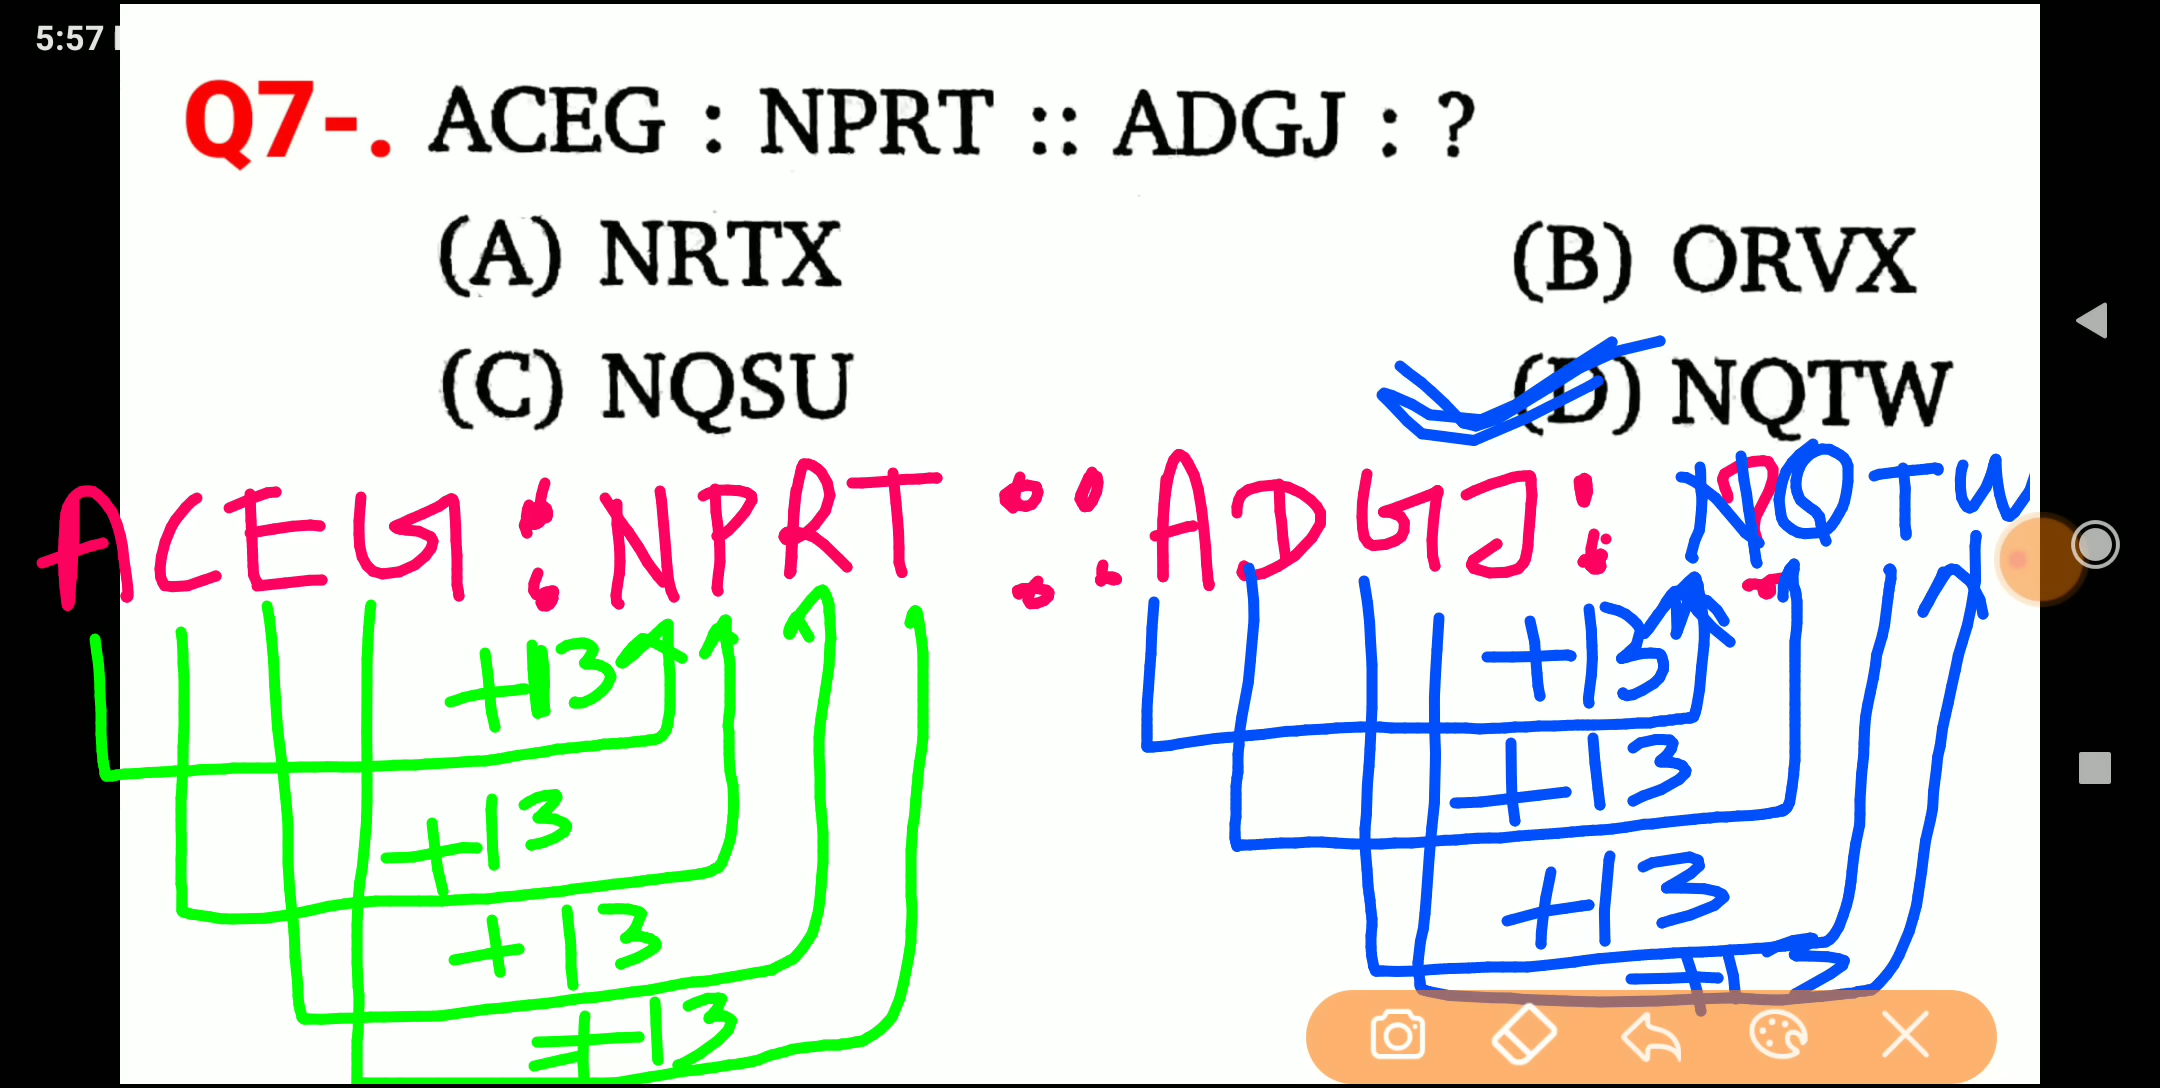 5:57
Q7-. ACEG : NPRT :: ADGJ : ?
(A) NRTX (B) ORVX
(C) NQSU (D) NQTW
ACEG : NPRT :: ADGJ : NQTW
+13 +13
+13 +13
+13 +13
+13 +13